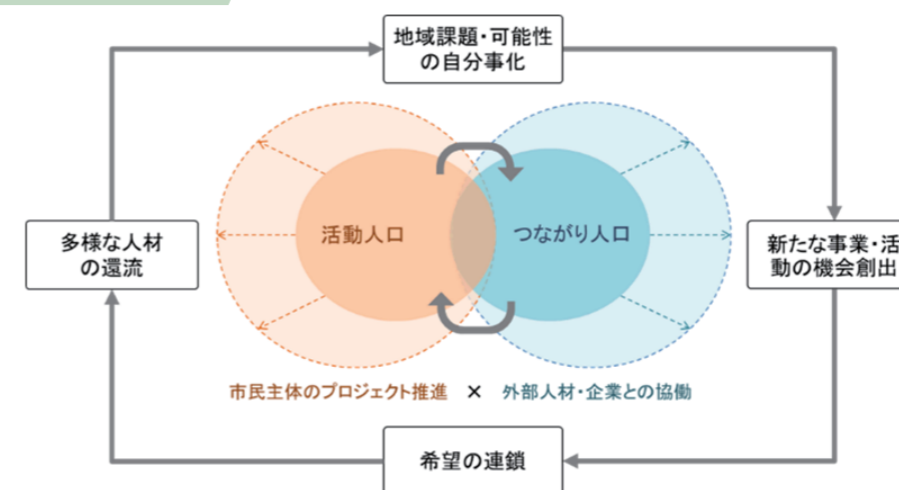 地域課題・可能性
の自分事化
活動人口
つながり人口
多様な人材
の還流
新たな事業・活
動の機会創出
市民主体のプロジェクト推進 × 外部人材・企業との協働
希望の連鎖